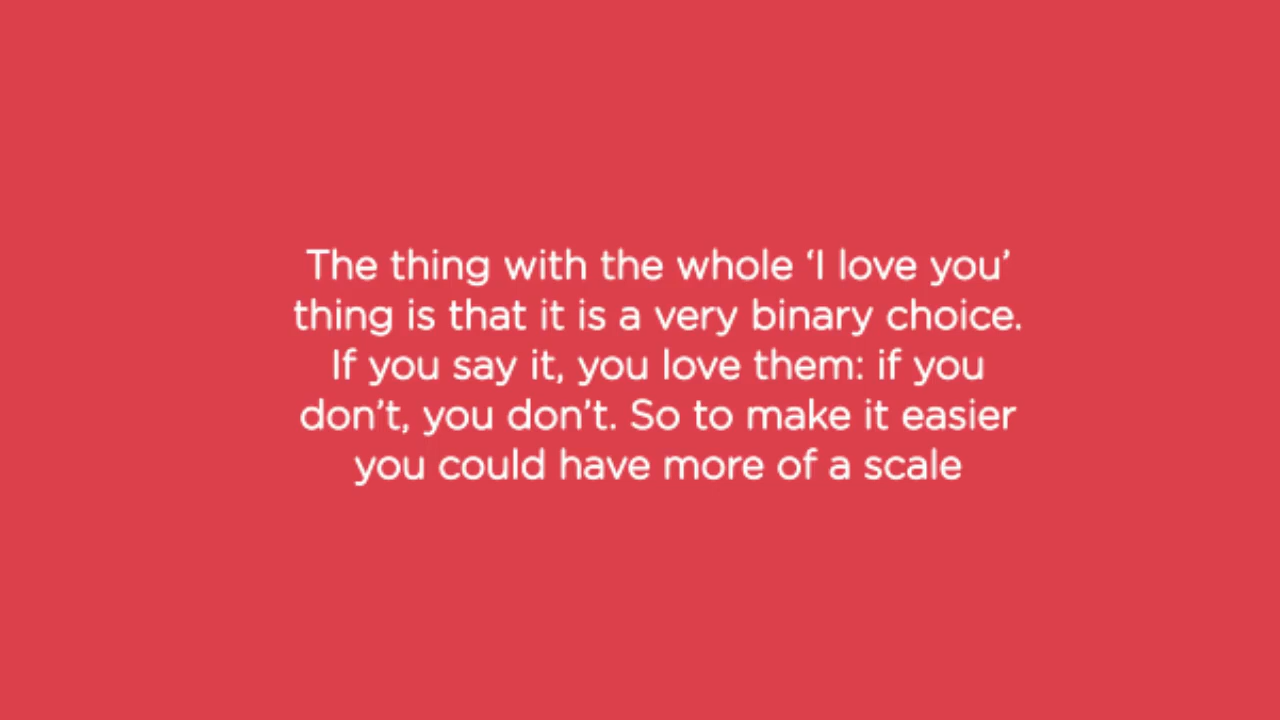 The thing with the whole ‘I love you’
thing is that it is a very binary choice.
If you say it, you love them: if you
don’t, you don’t. So to make it easier
you could have more of a scale